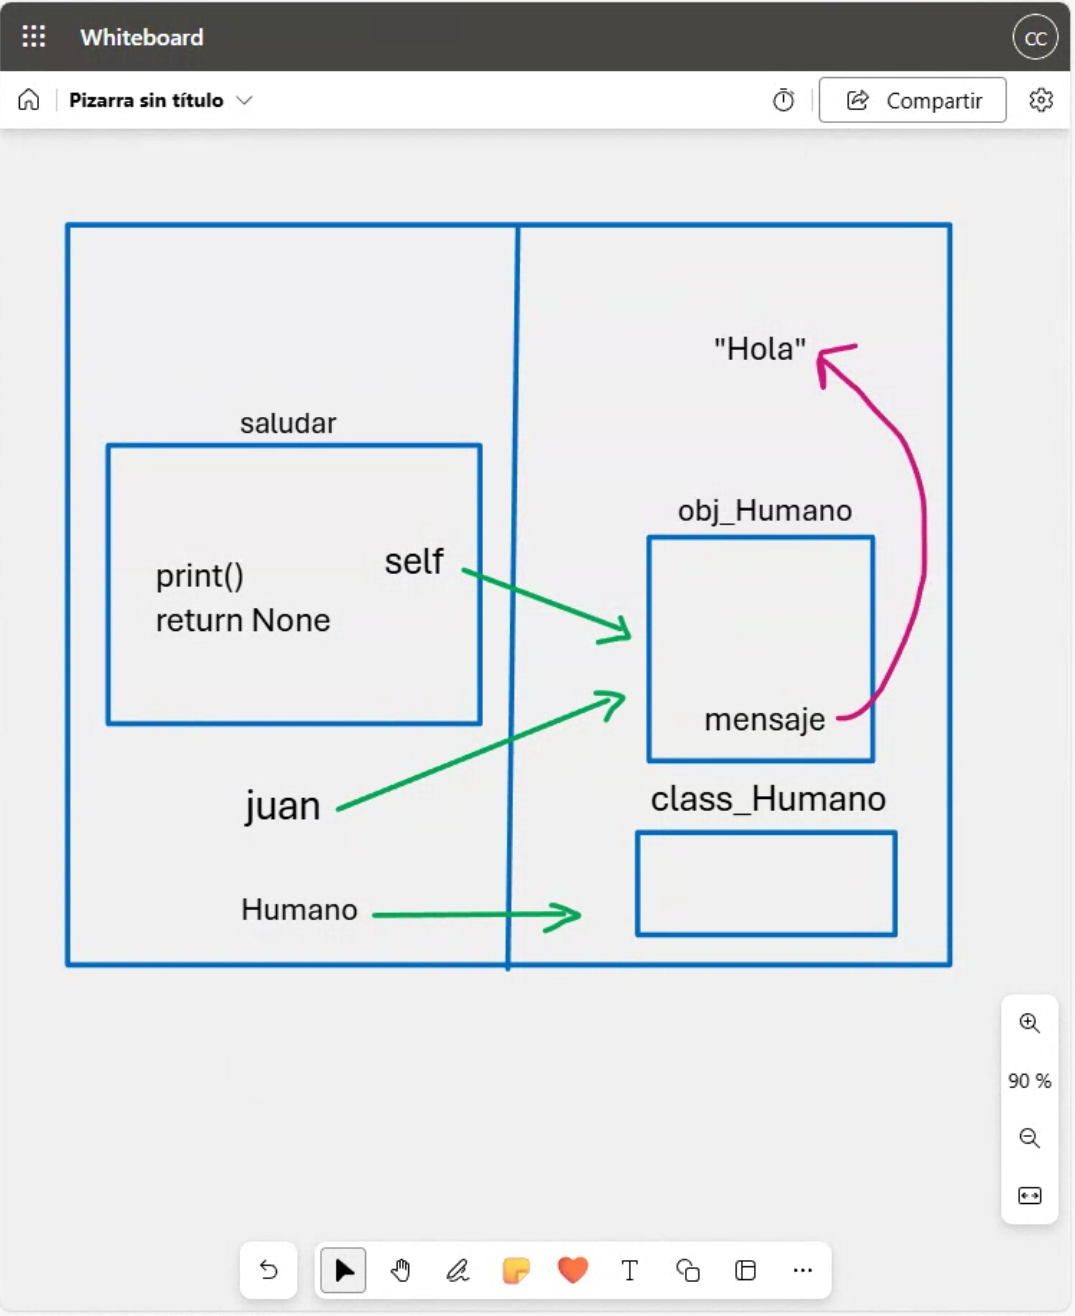 Whiteboard
CC
Pizarra sin título
Compartir
"Hola"
saludar
obj_Humano
self
print()
return None
mensaje
juan
class_Humano
Humano
90 %
T